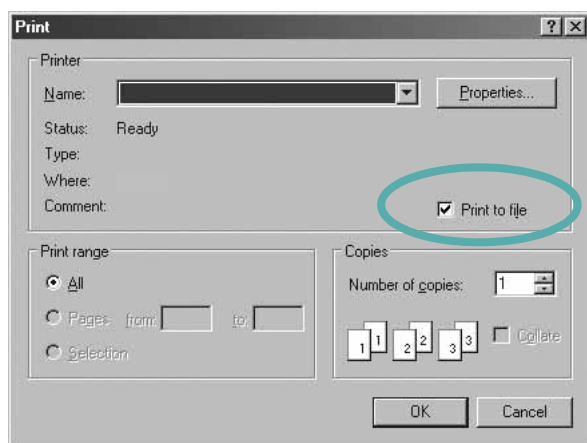 Print
Printer
Name:
Properties...
Status: Ready
Type:
Where:
Comment:
Print to file
Print range
All
Pages from: to:
Selection
Copies
Number of copies: 1
1 1 2 2 3 3
Collate
OK Cancel